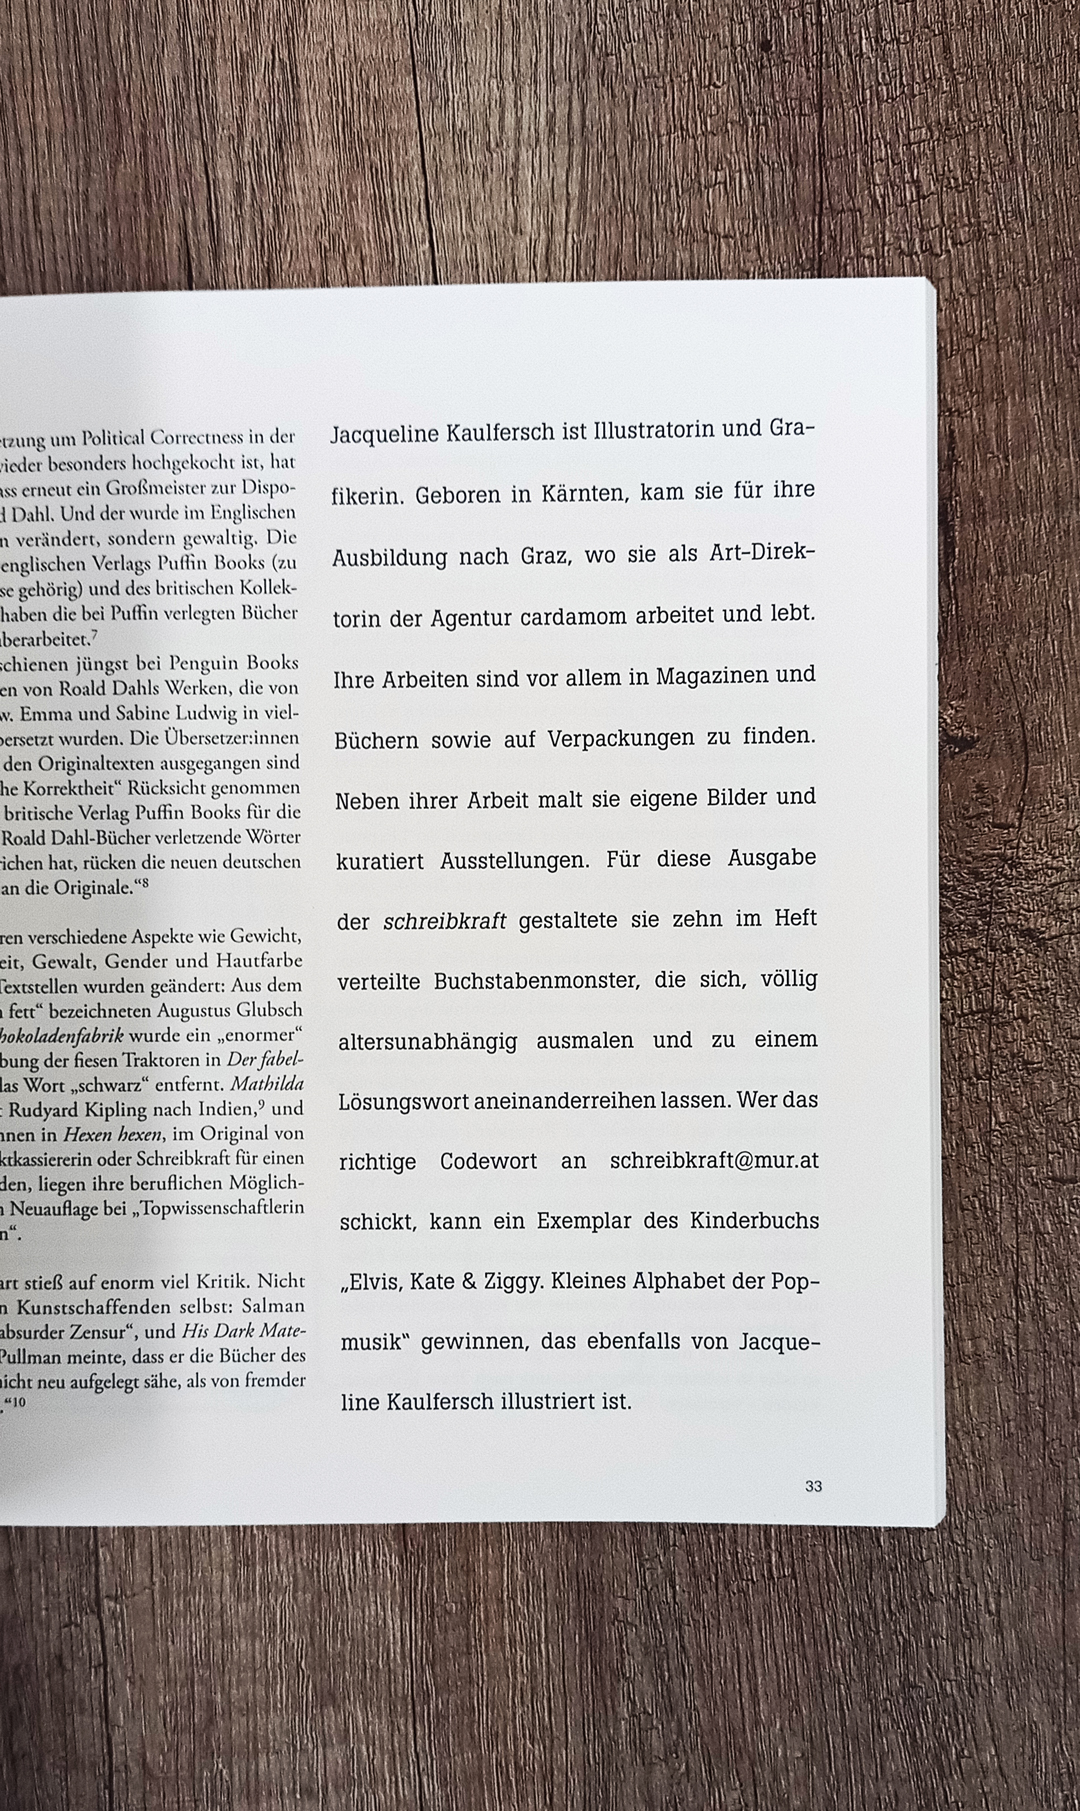 etzung um Political Correctness in der
wieder besonders hochgekocht ist, hat
ass erneut ein Großmeister zur Dispo-
d Dahl. Und der wurde im Englischen
n verändert, sondern gewaltig. Die
englischen Verlags Puffin Books (zu
se gehörig) und des britischen Kollek-
haben die bei Puffin verlegten Bücher
berarbeitet.7
schienen jüngst bei Penguin Books
en von Roald Dahls Werken, die von
w. Emma und Sabine Ludwig in viel-
bersetzt wurden. Die Übersetzer:innen
den Originaltexten ausgegangen sind
he Korrektheit“ Rücksicht genommen
britische Verlag Puffin Books für die
Roald Dahl-Bücher verletzende Wörter
richen hat, rücken die neuen deutschen
an die Originale.“8
ren verschiedene Aspekte wie Gewicht,
eit, Gewalt, Gender und Hautfarbe
Textstellen wurden geändert: Aus dem
fett“ bezeichneten Augustus Glubsch
hokoladenfabrik wurde ein „enormer“
bung der fiesen Traktoren in Der fabel-
las Wort „schwarz“ entfernt. Mathilda
t Rudyard Kipling nach Indien,9 und
nnen in Hexen hexen, im Original von
ktkassiererin oder Schreibkraft für einen
den, liegen ihre beruflichen Möglich-
n Neuauflage bei „Topwissenschaftlerin
n“.
art stieß auf enorm viel Kritik. Nicht
n Kunstschaffenden selbst: Salman
absurder Zensur“, und His Dark Mate-
Pullman meinte, dass er die Bücher des
nicht neu aufgelegt sähe, als von fremder
.“10
Jacqueline Kaulfersch ist Illustratorin und Gra-
fikerin. Geboren in Kärnten, kam sie für ihre
Ausbildung nach Graz, wo sie als Art-Direk-
torin der Agentur cardamom arbeitet und lebt.
Ihre Arbeiten sind vor allem in Magazinen und
Büchern sowie auf Verpackungen zu finden.
Neben ihrer Arbeit malt sie eigene Bilder und
kuratiert Ausstellungen. Für diese Ausgabe
der schreibkraft gestaltete sie zehn im Heft
verteilte Buchstabenmonster, die sich, völlig
altersunabhängig ausmalen und zu einem
Lösungswort aneinanderreihen lassen. Wer das
richtige Codewort an schreibkraft@mur.at
schickt, kann ein Exemplar des Kinderbuchs
„Elvis, Kate & Ziggy. Kleines Alphabet der Pop-
musik“ gewinnen, das ebenfalls von Jacque-
line Kaulfersch illustriert ist.
33